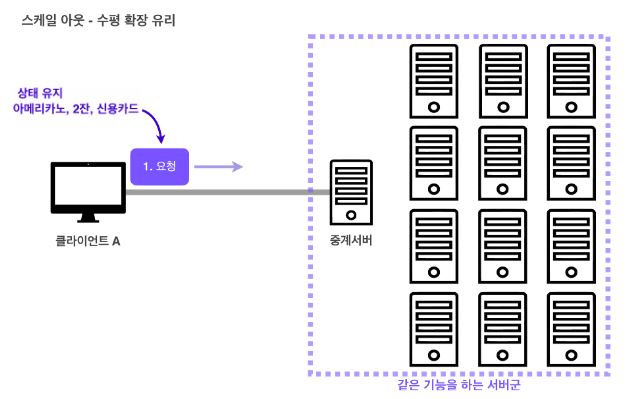 스케일 아웃 - 수평 확장 유리
상태 유지
아메리카노, 2잔, 신용카드
1. 요청
클라이언트 A
중계서버
같은 기능을 하는 서버군